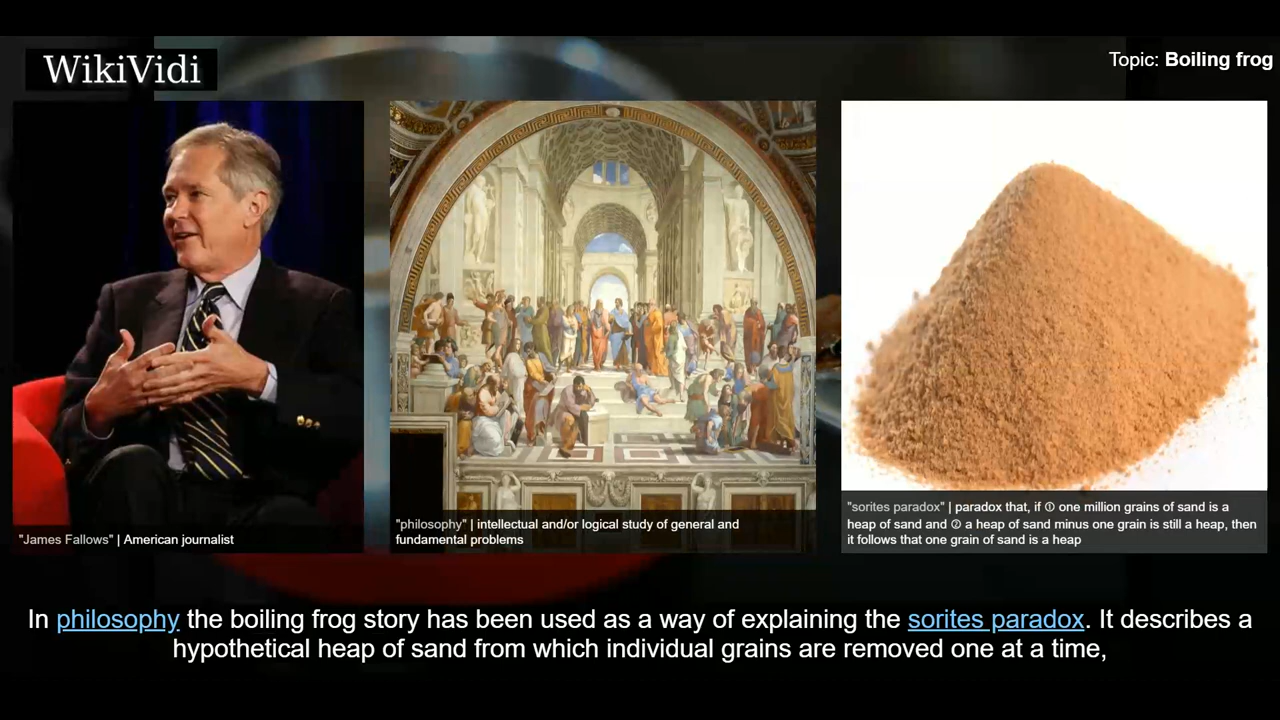 WikiVidi
Topic: Boiling frog
"James Fallows" | American journalist
"philosophy" | intellectual and/or logical study of general and
fundamental problems
"sorites paradox" | paradox that, if ① one million grains of sand is a
heap of sand and ② a heap of sand minus one grain is still a heap, then
it follows that one grain of sand is a heap
In philosophy the boiling frog story has been used as a way of explaining the sorites paradox. It describes a
hypothetical heap of sand from which individual grains are removed one at a time,